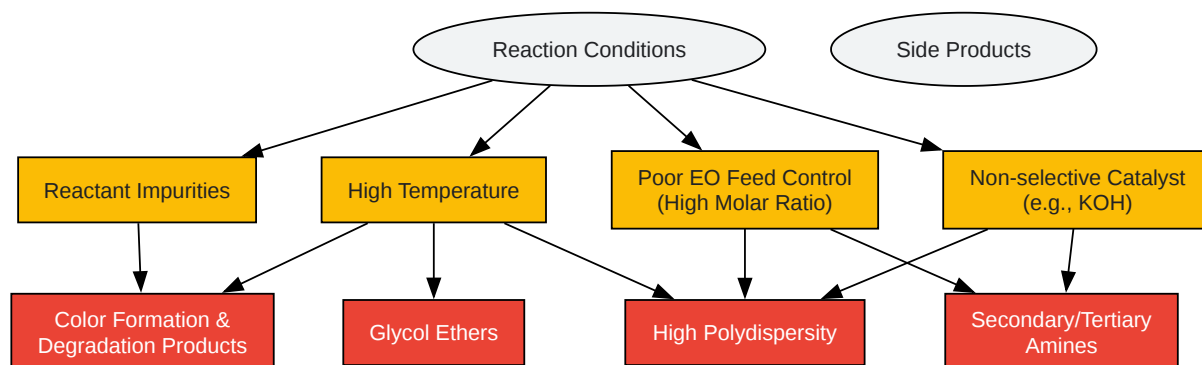 Reaction Conditions
Side Products
Reactant Impurities
High Temperature
Poor EO Feed Control
(High Molar Ratio)
Non-selective Catalyst
(e.g., KOH)
Color Formation &
Degradation Products
Glycol Ethers
High Polydispersity
Secondary/Tertiary
Amines